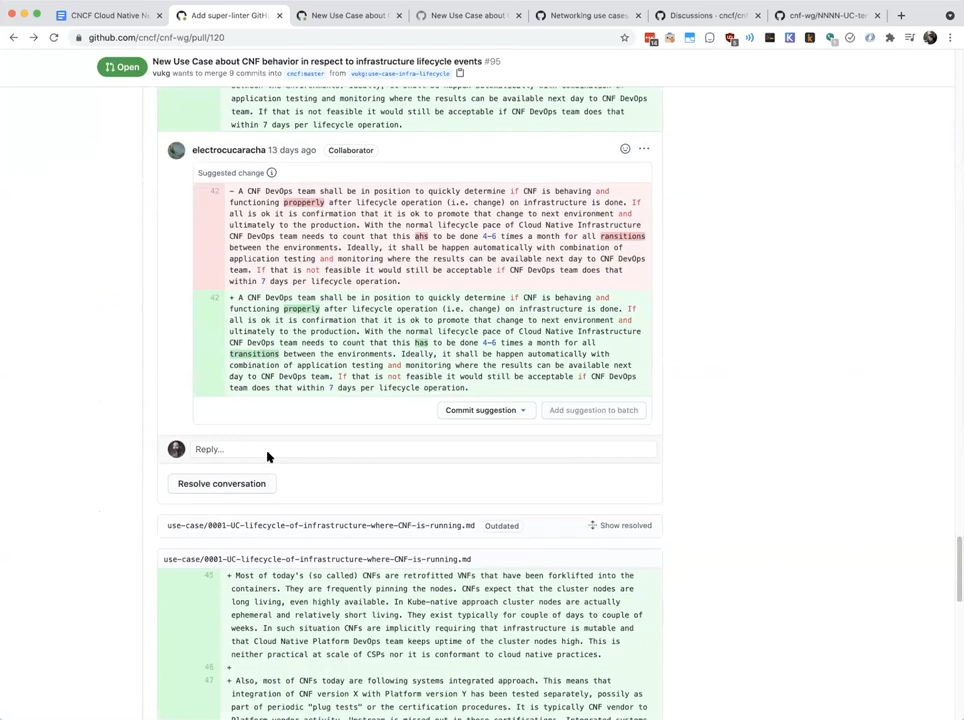 CNCF Cloud Native N
Add super-linter GitH
New Use Case about
New Use Case about
Networking use cases
Discussions - cncf/cnf
cnf-wg/NNNN-UC-ter
github.com/cncf/cnf-wg/pull/120
Open
New Use Case about CNF behavior in respect to infrastructure lifecycle events #95
vukg wants to merge 9 commits into cncf:master from vukg:use-case-infra-lifecycle
application testing and monitoring where the results can be available next day to CNF DevOps
team. If that is not feasible it would still be acceptable if CNF DevOps team does that
within 7 days per lifecycle operation.
electrocucaracha 13 days ago Collaborator
Suggested change
42 - A CNF DevOps team shall be in position to quickly determine if CNF is behaving and
functioning propperly after lifecycle operation (i.e. change) on infrastructure is done. If
all is ok it is confirmation that it is ok to promote that change to next environment and
ultimately to the production. With the normal lifecycle pace of Cloud Native Infrastructure
CNF DevOps team needs to count that this ahs to be done 4-6 times a month for all ransitions
between the environments. Ideally, it shall be happen automatically with combination of
application testing and monitoring where the results can be available next day to CNF DevOps
team. If that is not feasible it would still be acceptable if CNF DevOps team does that
within 7 days per lifecycle operation.
42 + A CNF DevOps team shall be in position to quickly determine if CNF is behaving and
functioning properly after lifecycle operation (i.e. change) on infrastructure is done. If
all is ok it is confirmation that it is ok to promote that change to next environment and
ultimately to the production. With the normal lifecycle pace of Cloud Native Infrastructure
CNF DevOps team needs to count that this has to be done 4-6 times a month for all
transitions between the environments. Ideally, it shall be happen automatically with
combination of application testing and monitoring where the results can be available next
day to CNF DevOps team. If that is not feasible it would still be acceptable if CNF DevOps
team does that within 7 days per lifecycle operation.
Commit suggestion
Add suggestion to batch
Reply...
Resolve conversation
use-case/0001-UC-lifecycle-of-infrastructure-where-CNF-is-running.md Outdated Show resolved
use-case/0001-UC-lifecycle-of-infrastructure-where-CNF-is-running.md
45 + Most of today's (so called) CNFs are retrofitted VNFs that have been forklifted into the
containers. They are frequently pinning the nodes. CNFs expect that the cluster nodes are
long living, even highly available. In Kube-native approach cluster nodes are actually
ephemeral and relatively short living. They exist typically for couple of days to couple of
weeks. In such situation CNFs are implicitly requiring that infrastructure is mutable and
that Cloud Native Platform DevOps team keeps uptime of the cluster nodes high. This is
neither practical at scale of CSPs nor it is conformant to cloud native practices.
46 +
47 + Also, most of CNFs today are following systems integrated approach. This means that
integration of CNF version X with Platform version Y has been tested separately, possily as
part of periodic "plug tests" or the certification procedures. It is typically CNF vendor to